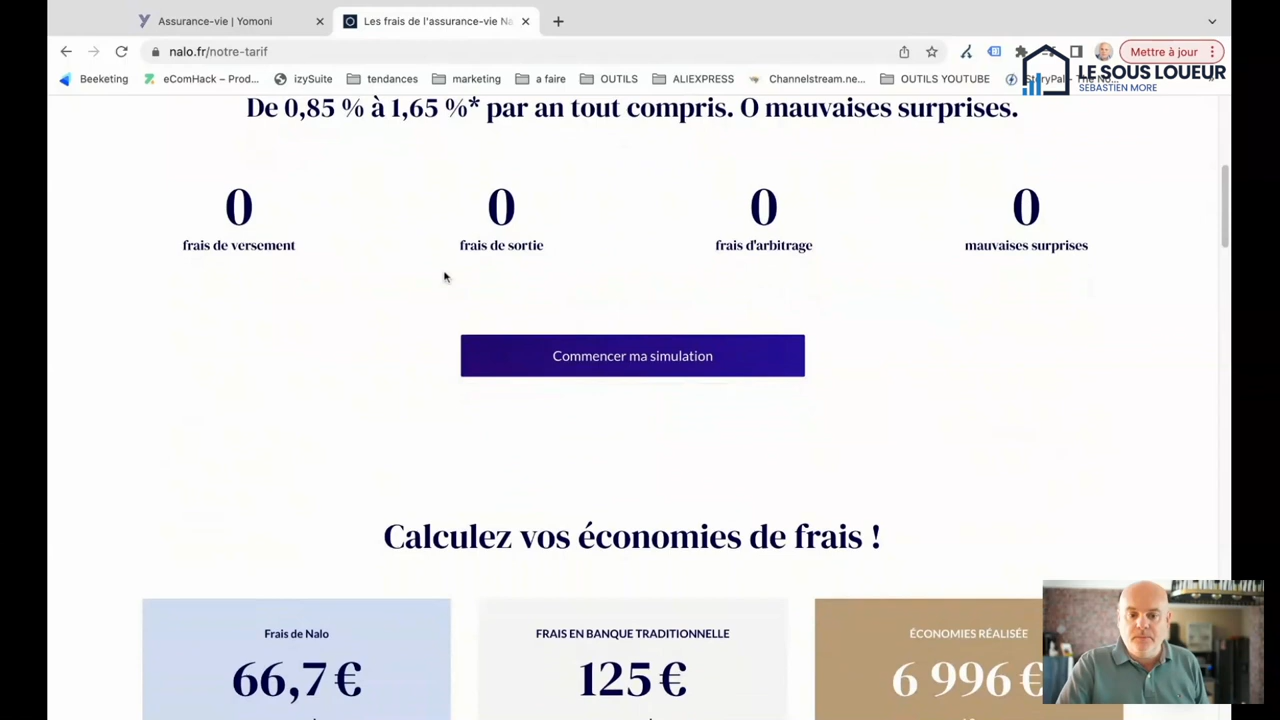 Assurance-vie | Yomoni
Les frais de l'assurance-vie Na
nalo.fr/notre-tarif
Mettre à jour
Beeketing
eComHack – Prod...
izySuite
tendances
marketing
a faire
OUTILS
ALIEXPRESS
Channelstream.ne...
OUTILS YOUTUBE
LE SOUS LOUEUR
SEBASTIEN MORE
De 0,85 % à 1,65 %* par an tout compris. O mauvaises surprises.
0
frais de versement
0
frais de sortie
0
frais d'arbitrage
0
mauvaises surprises
Commencer ma simulation
Calculez vos économies de frais !
Frais de Nalo
66,7 €
FRAIS EN BANQUE TRADITIONNELLE
125 €
ÉCONOMIES RÉALISÉE
6 996 €